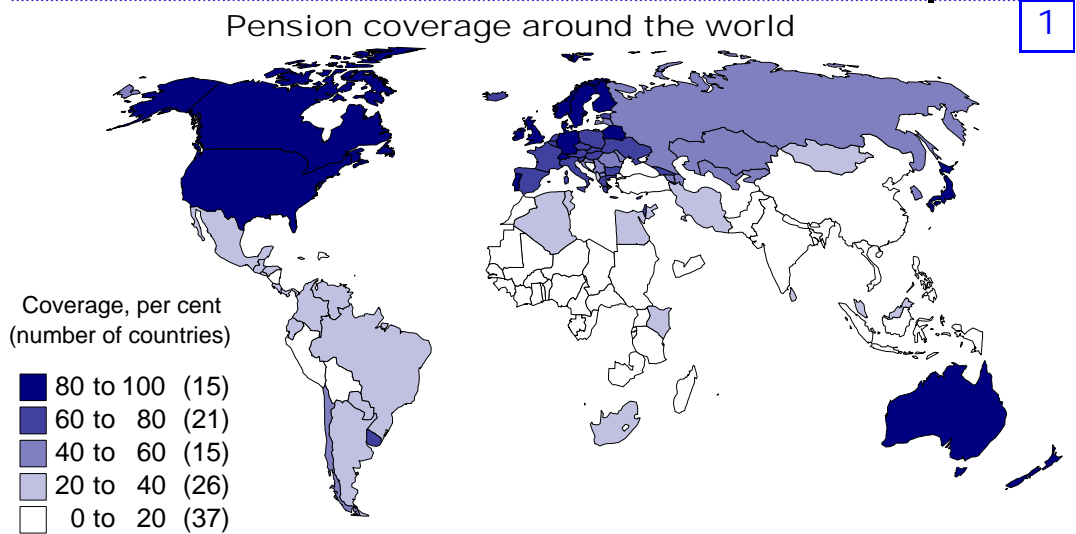 Pension coverage around the world
1
Coverage, per cent
(number of countries)
80 to 100 (15)
60 to 80 (21)
40 to 60 (15)
20 to 40 (26)
0 to 20 (37)